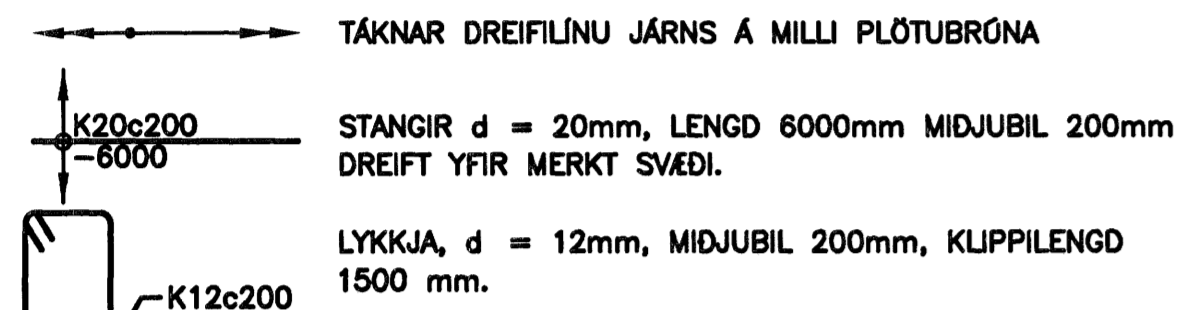 TÁKNAR DREIFILÍNU JÁRNS Á MILLI PLÖTUBRÚNA
K20c200
-6000
STANGIR d = 20mm, LENGD 6000mm MIÐJUBIL 200mm
DREIFT YFIR MERKT SVÆÐI.
LYKKJA, d = 12mm, MIÐJUBIL 200mm, KLIPPILENGD
1500 mm.
K12c200